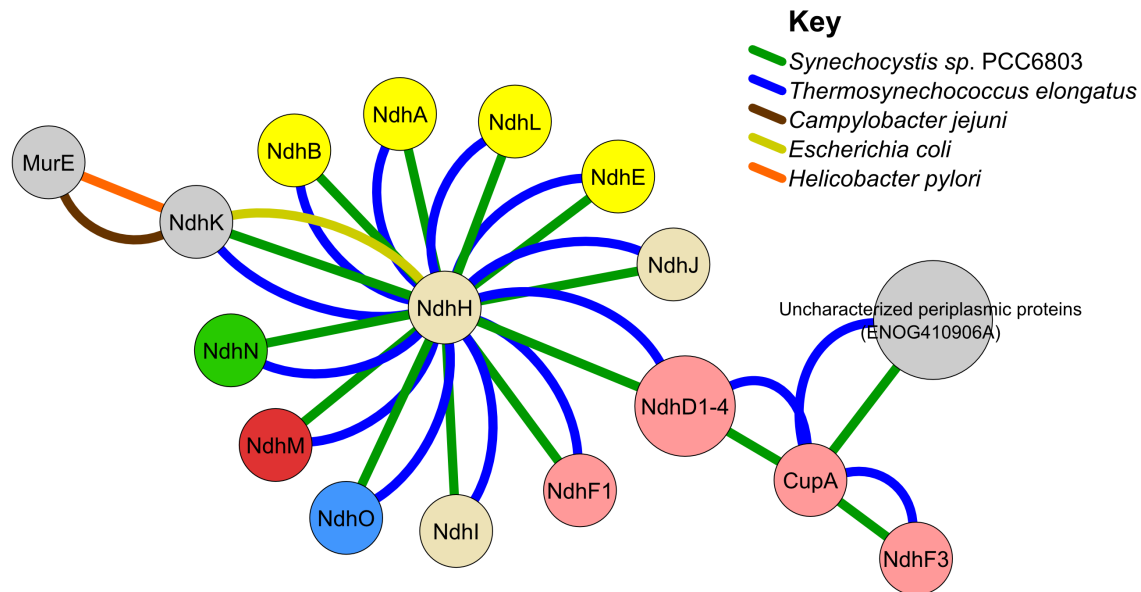 Key
Synechocystis sp. PCC6803
Thermosynechococcus elongatus
Campylobacter jejuni
Escherichia coli
Helicobacter pylori
NdhA
NdhL
NdhB
MurE
NdhE
NdhK
NdhJ
NdhH
Uncharacterized periplasmic proteins
(ENOG410906A)
NdhN
NdhD1-4
NdhM
CupA
NdhF1
NdhO
NdhI
NdhF3